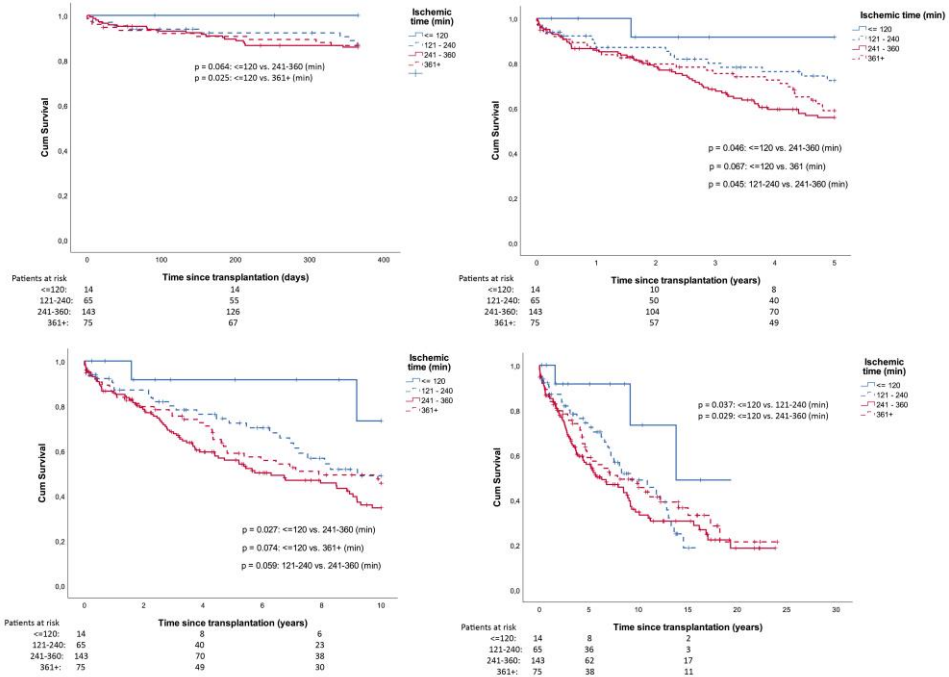 Ischemic
time (min)
<= 120
121 - 240
241 - 360
361+
1,0
0,8
0,6
0,4
0,2
0,0
Cum Survival
p = 0.064: <=120 vs. 241-360 (min)
p = 0.025: <=120 vs. 361+ (min)
0 100 200 300 400
Time since transplantation (days)
Patients at risk
<=120: 14 14
121-240: 65 55
241-360: 143 126
361+: 75 67
Ischemic time (min)
<= 120
121 - 240
241 - 360
361+
1,0
0,8
0,6
0,4
0,2
0,0
Cum Survival
p = 0.046: <=120 vs. 241-360 (min)
p = 0.067: <=120 vs. 361 (min)
p = 0.045: 121-240 vs. 241-360 (min)
0 1 2 3 4 5
Time since transplantation (years)
Patients at risk
<=120: 14 10 8
121-240: 65 50 40
241-360: 143 104 70
361+: 75 57 49
Ischemic
time (min)
<= 120
121 - 240
241 - 360
361+
1,0
0,8
0,6
0,4
0,2
0,0
Cum Survival
p = 0.027: <=120 vs. 241-360 (min)
p = 0.074: <=120 vs. 361+ (min)
p = 0.059: 121-240 vs. 241-360 (min)
0 2 4 6 8 10
Time since transplantation (years)
Patients at risk
<=120: 14 8 6
121-240: 65 40 23
241-360: 143 70 38
361+: 75 49 30
Ischemic
time (min)
<= 120
121 - 240
241 - 360
361+
1,0
0,8
0,6
0,4
0,2
0,0
Cum Survival
p = 0.037: <=120 vs. 121-240 (min)
p = 0.029: <=120 vs. 241-360 (min)
0 5 10 15 20 25 30
Time since transplantation (years)
Patients at risk
<=120: 14 8 2
121-240: 65 36 3
241-360: 143 62 17
361+: 75 38 11